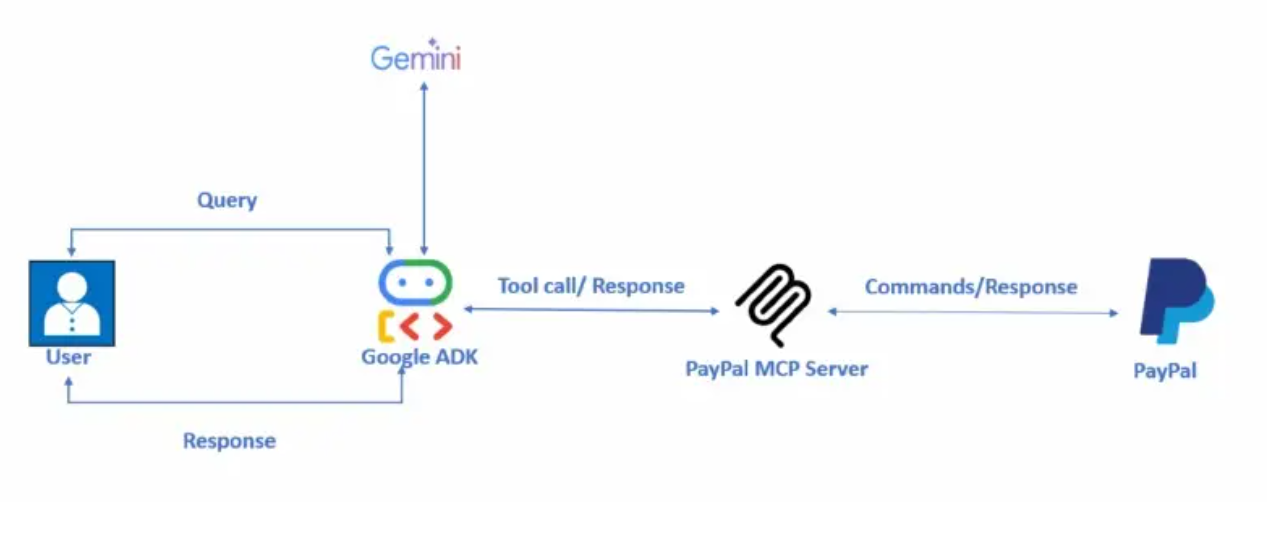 Gemini
Query
Tool call/ Response
Commands/Response
User
Google ADK
PayPal MCP Server
PayPal
Response